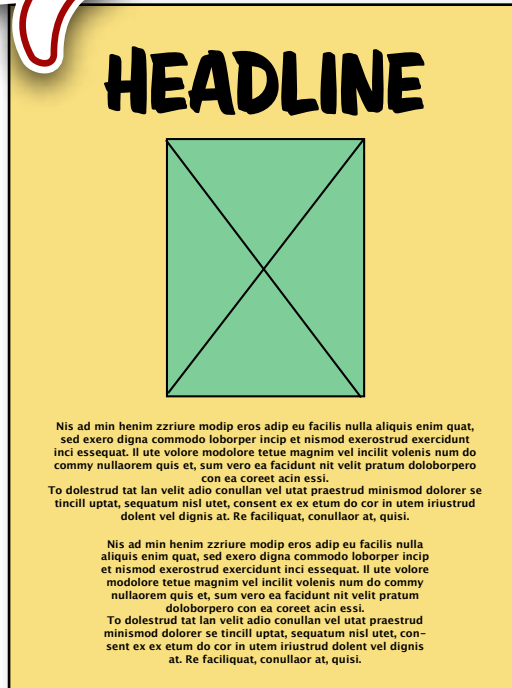 HEADLINE
Nis ad min henim zzriure modip eros adip eu facilis nulla aliquis enim quat,
sed exero digna commodo loborper incip et nismod exerostrud exercidunt
inci essequat. Il ute volore modolore tetue magnim vel incilit volenis num do
commy nullaorem quis et, sum vero ea facidunt nit velit pratum doloborpero
con ea coreet acin essi.
To dolestrud tat lan velit adio conullan vel utat praestrud minismod dolorer se
tincill uptat, sequatum nisl utet, consent ex ex etum do cor in utem iriustrud
dolent vel dignis at. Re faciliquat, conullaor at, quisi.
Nis ad min henim zzriure modip eros adip eu facilis nulla
aliquis enim quat, sed exero digna commodo loborper incip
et nismod exerostrud exercidunt inci essequat. Il ute volore
modolore tetue magnim vel incilit volenis num do commy
nullaorem quis et, sum vero ea facidunt nit velit pratum
doloborpero con ea coreet acin essi.
To dolestrud tat lan velit adio conullan vel utat praestrud
minismod dolorer se tincill uptat, sequatum nisl utet, con-
sent ex ex etum do cor in utem iriustrud dolent vel dignis
at. Re faciliquat, conullaor at, quisi.